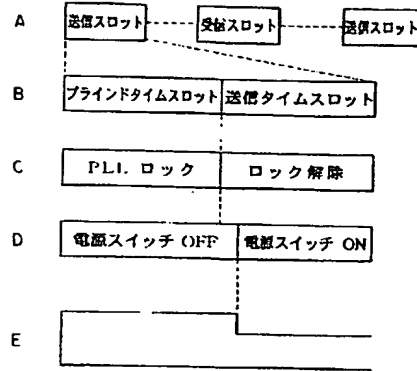 A 送信スロット 受信スロット 送信スロット
B ブラインドタイムスロット 送信タイムスロット
C PLL ロック ロック解除
D 電源スイッチ OFF 電源スイッチ ON
E